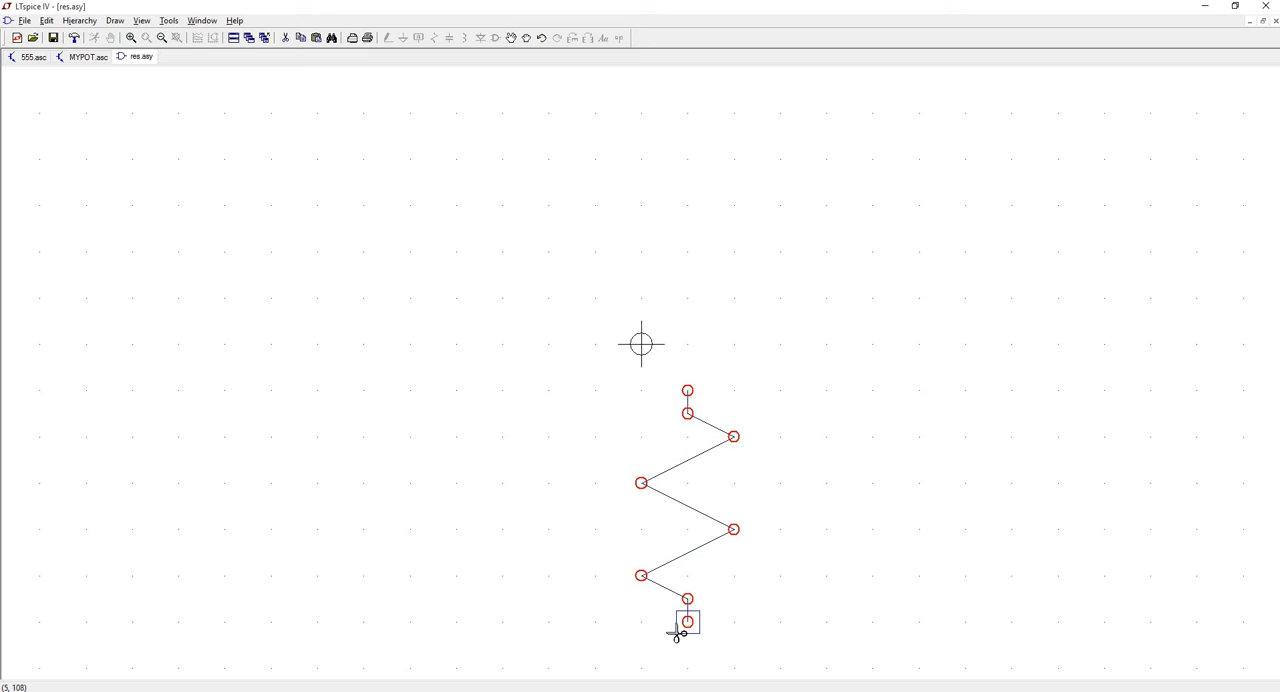 LTspice IV - [res.asy]
File Edit Hierarchy Draw View Tools Window Help
Aa
555.asc MYPOT.asc res.asy
(5, 108)